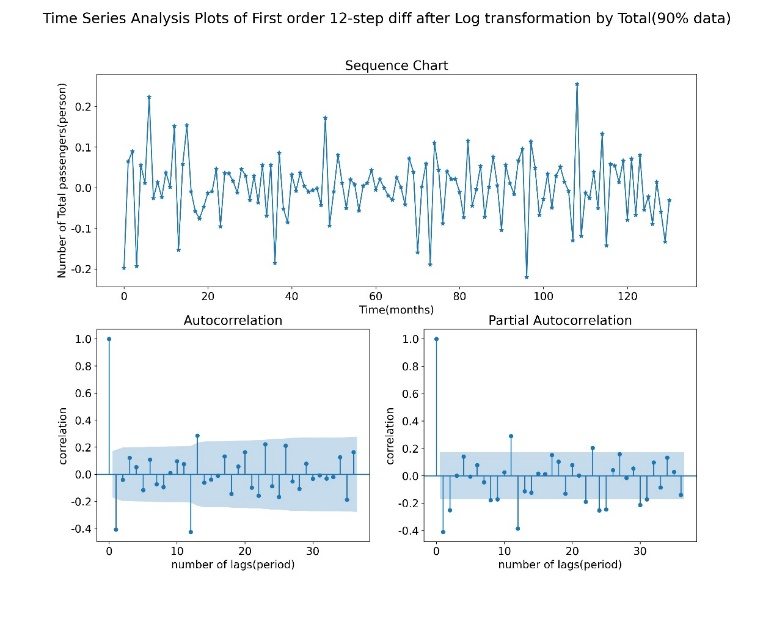 Time Series Analysis Plots of First order 12-step diff after Log transformation by Total(90% data)
Sequence Chart
Number of Total passengers(person)
0.2
0.1
0.0
-0.1
-0.2
0 20 40 60 80 100 120
Time(months)
Autocorrelation
correlation
1.0
0.8
0.6
0.4
0.2
0.0
-0.2
-0.4
0 10 20 30
number of lags(period)
Partial Autocorrelation
correlation
1.0
0.8
0.6
0.4
0.2
0.0
-0.2
-0.4
0 10 20 30
number of lags(period)